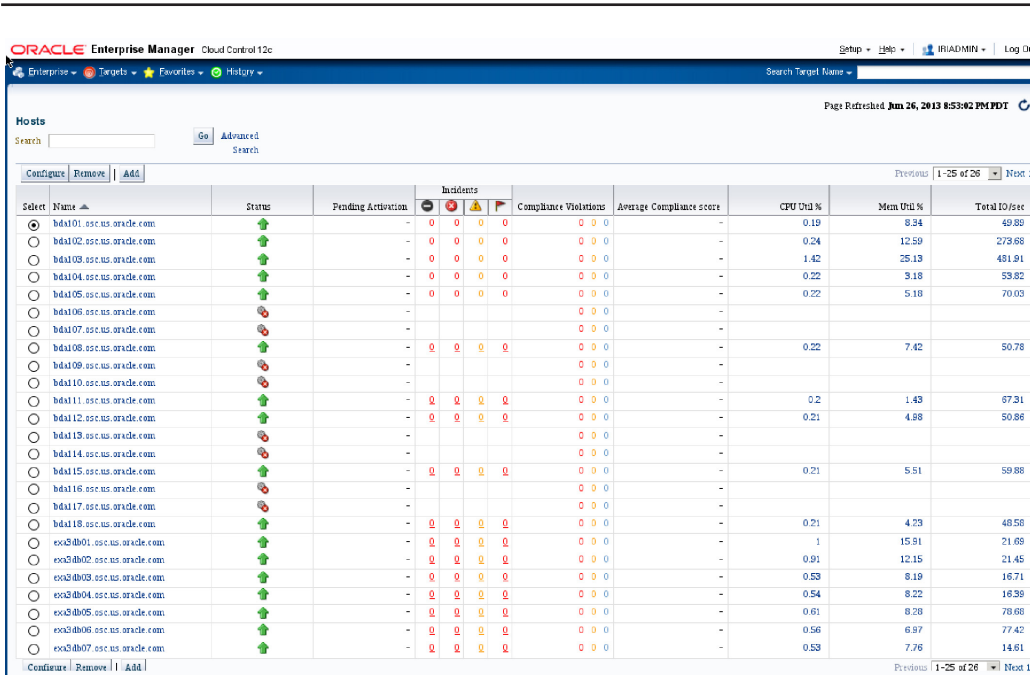 ORACLE Enterprise Manager Cloud Control 12c Setup Help IRIADMIN Log Ou
Enterprise Targets Favorites History Search Target Name
Page Refreshed Jun 26, 2013 8:53:02 PM PDT
Hosts
Search Go Advanced Search
Configure Remove Add Previous 1-25 of 26 Next 1
Incidents
Select Name Status Pending Activation Compliance Violations Average Compliance score CPU Util % Mem Util % Total IO/sec
bda101.osc.us.oracle.com - 0 0 0 0 0 0 0 - 0.19 8.34 49.89
bda102.osc.us.oracle.com - 0 0 0 0 0 0 0 - 0.24 12.59 273.68
bda103.osc.us.oracle.com - 0 0 0 0 0 0 0 - 1.42 25.13 481.91
bda104.osc.us.oracle.com - 0 0 0 0 0 0 0 - 0.22 3.18 53.82
bda105.osc.us.oracle.com - 0 0 0 0 0 0 0 - 0.22 5.18 70.03
bda106.osc.us.oracle.com - 0 0 0 -
bda107.osc.us.oracle.com - 0 0 0 -
bda108.osc.us.oracle.com - 0 0 0 0 0 0 0 - 0.22 7.42 50.78
bda109.osc.us.oracle.com - 0 0 0 -
bda110.osc.us.oracle.com - 0 0 0 -
bda111.osc.us.oracle.com - 0 0 0 0 0 0 0 - 0.2 1.43 67.31
bda112.osc.us.oracle.com - 0 0 0 0 0 0 0 - 0.21 4.98 50.86
bda113.osc.us.oracle.com - 0 0 0 -
bda114.osc.us.oracle.com - 0 0 0 -
bda115.osc.us.oracle.com - 0 0 0 0 0 0 0 - 0.21 5.51 59.88
bda116.osc.us.oracle.com - 0 0 0 -
bda117.osc.us.oracle.com - 0 0 0 -
bda118.osc.us.oracle.com - 0 0 0 0 0 0 0 - 0.21 4.23 48.58
exa3db01.osc.us.oracle.com - 0 0 0 0 0 0 0 - 1 15.91 21.69
exa3db02.osc.us.oracle.com - 0 0 0 0 0 0 0 - 0.91 12.15 21.45
exa3db03.osc.us.oracle.com - 0 0 0 0 0 0 0 - 0.53 8.19 16.71
exa3db04.osc.us.oracle.com - 0 0 0 0 0 0 0 - 0.54 8.22 16.39
exa3db05.osc.us.oracle.com - 0 0 0 0 0 0 0 - 0.61 8.28 78.68
exa3db06.osc.us.oracle.com - 0 0 0 0 0 0 0 - 0.56 6.97 77.42
exa3db07.osc.us.oracle.com - 0 0 0 0 0 0 0 - 0.53 7.76 14.61
Configure Remove Add Previous 1-25 of 26 Next 1